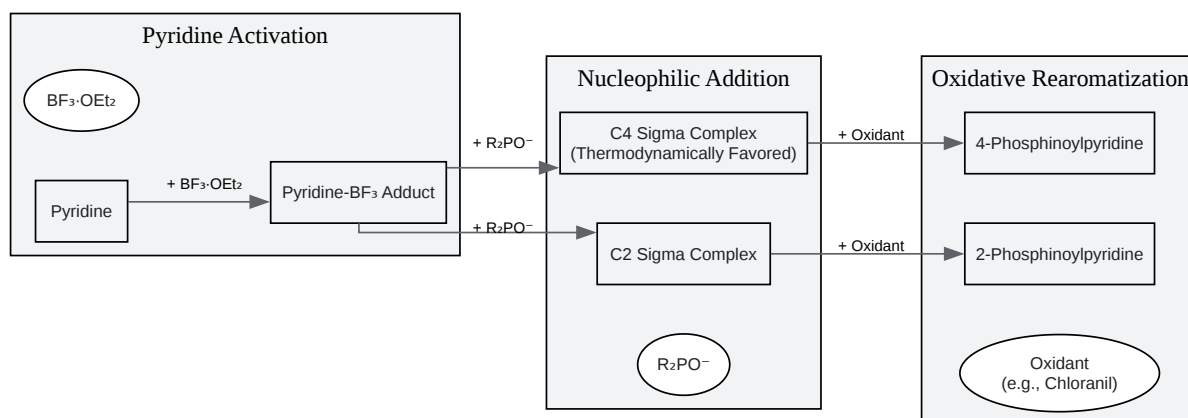 Pyridine Activation
BF₃·OEt₂
Pyridine
+ BF₃·OEt₂
Pyridine-BF₃ Adduct
+ R₂PO⁻
+ R₂PO⁻
Nucleophilic Addition
C4 Sigma Complex
(Thermodynamically Favored)
C2 Sigma Complex
R₂PO⁻
+ Oxidant
+ Oxidant
Oxidative Rearomatization
4-Phosphinoylpyridine
2-Phosphinoylpyridine
Oxidant
(e.g., Chloranil)